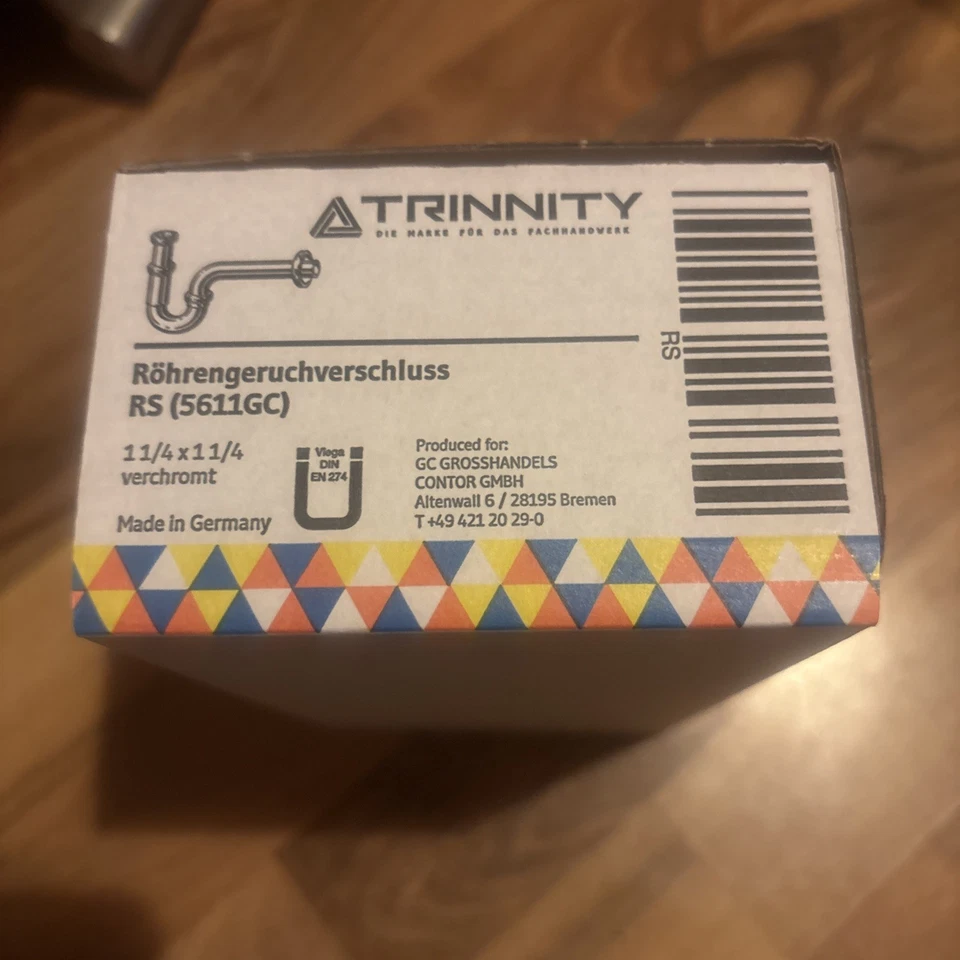 TRINNITY
DIE MARKE FÜR DAS FACHHANDWERK
RS
Röhrengeruchverschluss
RS (5611GC)
1 1/4 x 1 1/4
verchromt
Made in Germany
Viega
DIN
EN 274
Produced for:
GC GROSSHANDELS
CONTOR GMBH
Altenwall 6 / 28195 Bremen
T +49 421 20 29-0